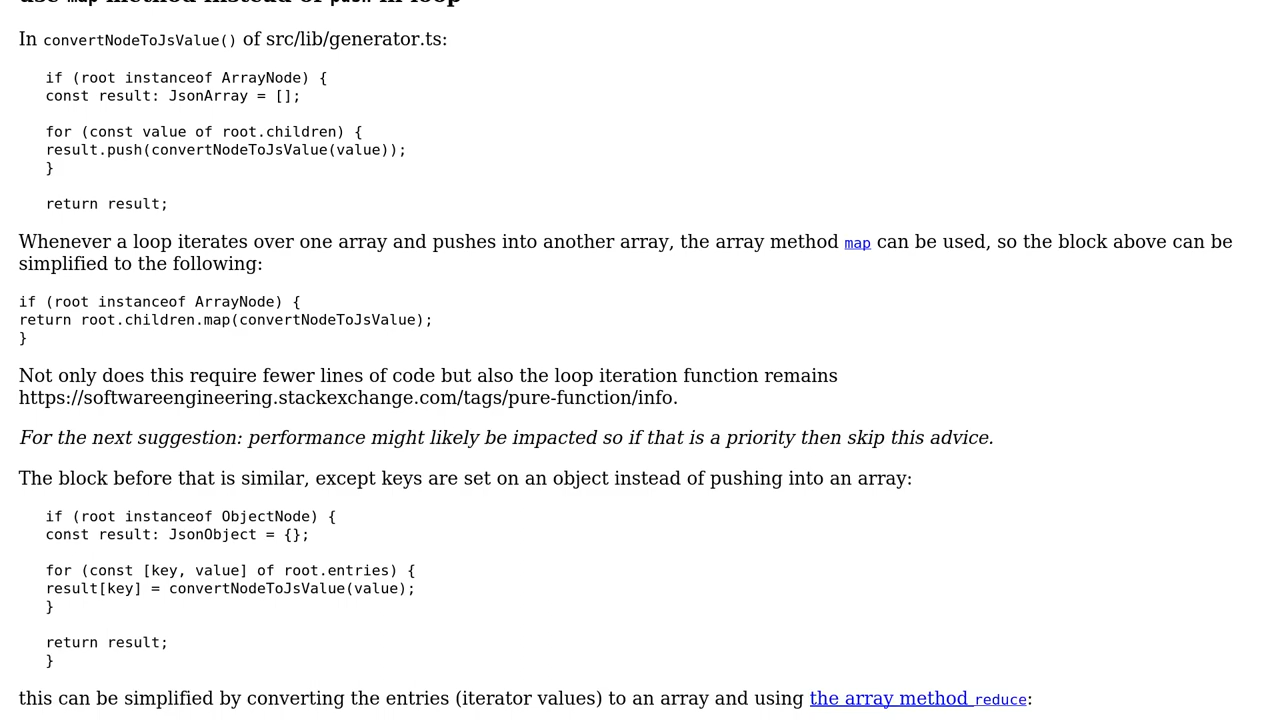 use map method instead of push in loop
In convertNodeToJsValue() of src/lib/generator.ts:
if (root instanceof ArrayNode) {
const result: JsonArray = [];
for (const value of root.children) {
result.push(convertNodeToJsValue(value));
}
return result;
Whenever a loop iterates over one array and pushes into another array, the array method map can be used, so the block above can be
simplified to the following:
if (root instanceof ArrayNode) {
return root.children.map(convertNodeToJsValue);
}
Not only does this require fewer lines of code but also the loop iteration function remains
https://softwareengineering.stackexchange.com/tags/pure-function/info.
For the next suggestion: performance might likely be impacted so if that is a priority then skip this advice.
The block before that is similar, except keys are set on an object instead of pushing into an array:
if (root instanceof ObjectNode) {
const result: JsonObject = {};
for (const [key, value] of root.entries) {
result[key] = convertNodeToJsValue(value);
}
return result;
}
this can be simplified by converting the entries (iterator values) to an array and using the array method reduce: